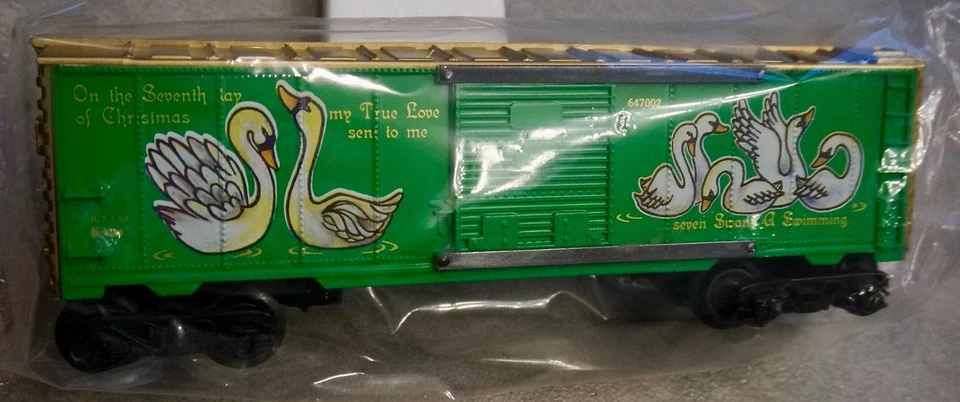 On the Seventh day
of Christmas
my True Love
sent to me
647002
seven Swans A Swimming